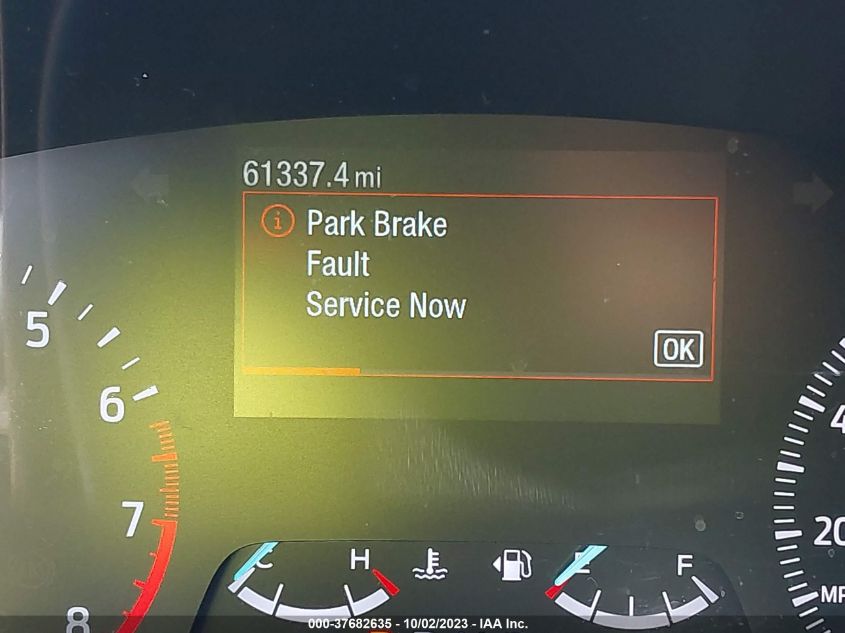 61337.4 mi
Park Brake
Fault
Service Now
OK
5
6
7
8
C
H
E
F
20
000-37682635 - 10/02/2023 - IAA Inc.